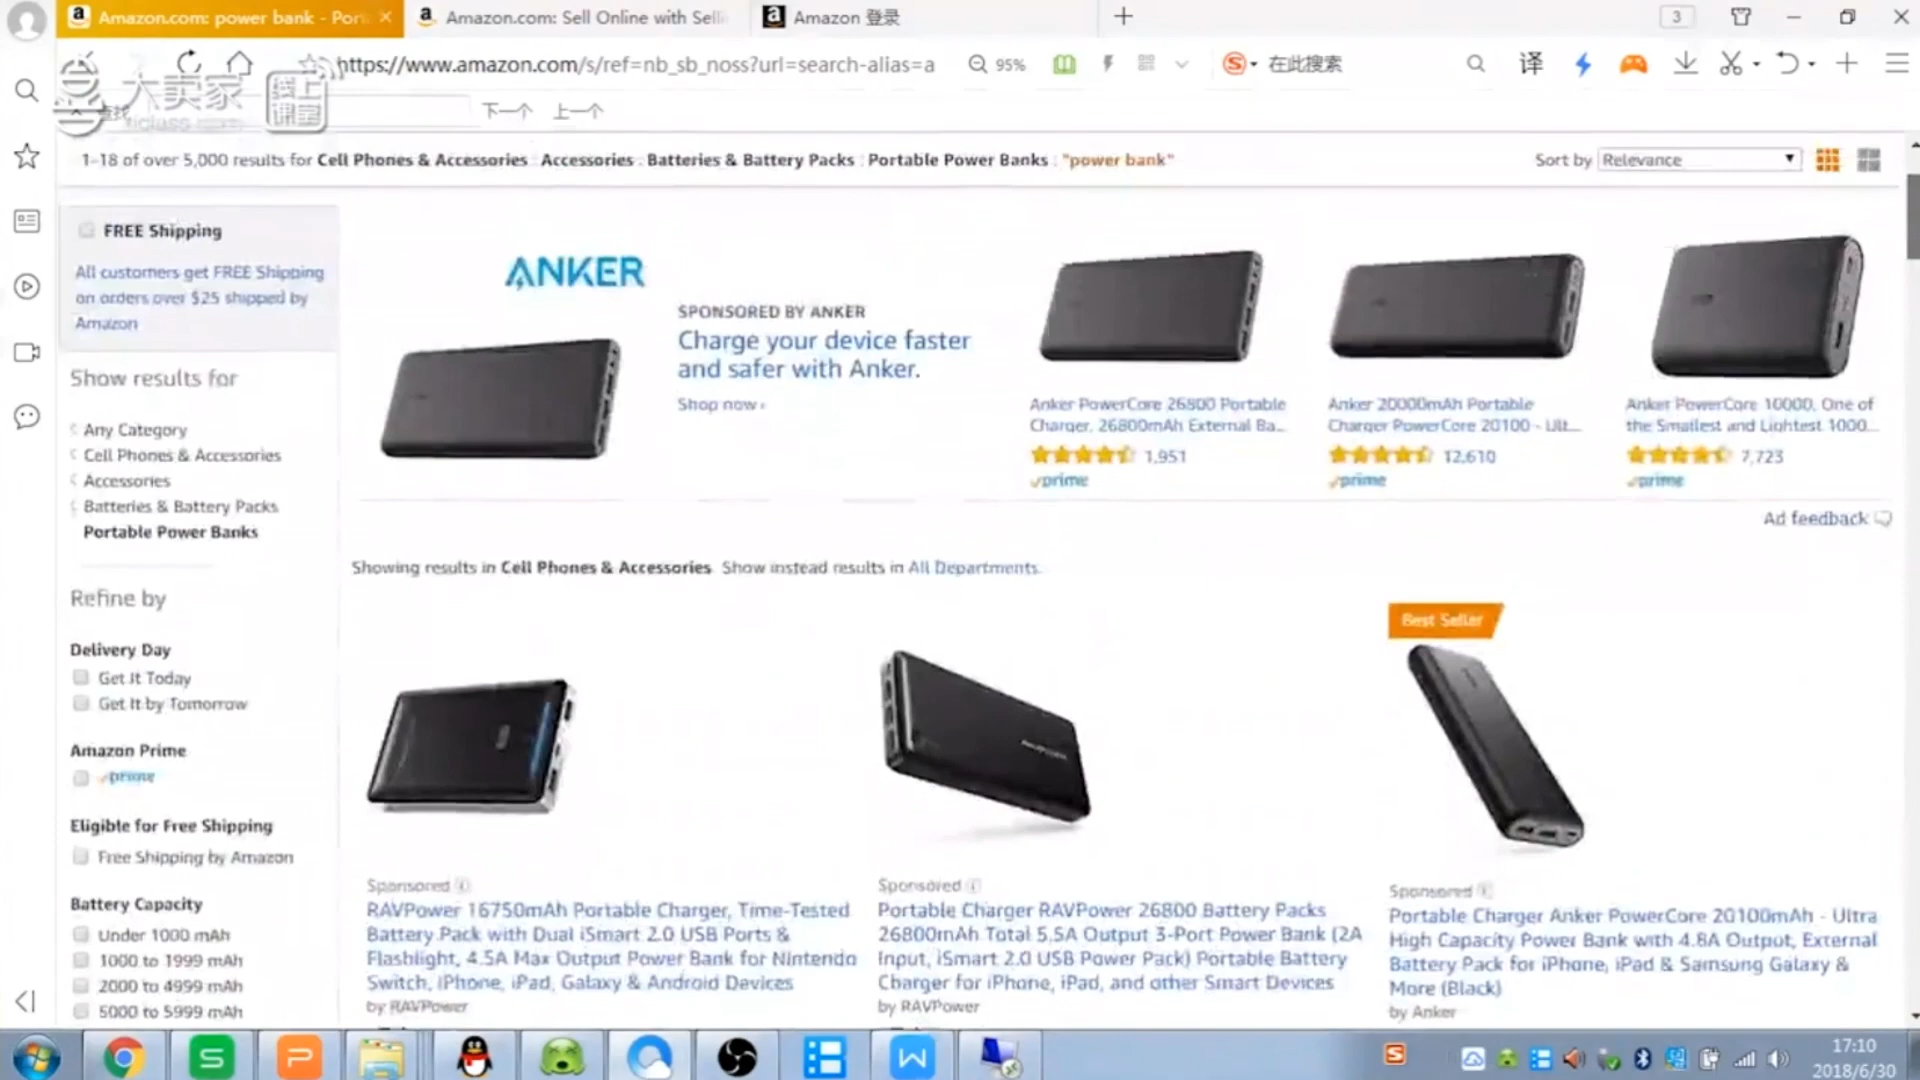 Amazon.com: power bank - Port
Amazon.com: Sell Online with Selli
Amazon 登录
3
https://www.amazon.com/s/ref=nb_sb_noss?url=search-alias=a
95%
在此搜索
译
大卖家
线上
课堂
查找
下一个 上一个
1-18 of over 5,000 results for Cell Phones & Accessories : Accessories : Batteries & Battery Packs : Portable Power Banks : "power bank"
Sort by Relevance
FREE Shipping
All customers get FREE Shipping
on orders over $25 shipped by
Amazon
Show results for
Any Category
Cell Phones & Accessories
Accessories
Batteries & Battery Packs
Portable Power Banks
Refine by
Delivery Day
Get It Today
Get It by Tomorrow
Amazon Prime
prime
Eligible for Free Shipping
Free Shipping by Amazon
Battery Capacity
Under 1000 mAh
1000 to 1999 mAh
2000 to 4999 mAh
5000 to 5999 mAh
ANKER
SPONSORED BY ANKER
Charge your device faster
and safer with Anker.
Shop now ›
Anker PowerCore 26800 Portable
Charger, 26800mAh External Ba...
1,951
prime
Anker 20000mAh Portable
Charger PowerCore 20100 - Ult...
12,610
prime
Anker PowerCore 10000, One of
the Smallest and Lightest 1000...
7,723
prime
Ad feedback
Showing results in Cell Phones & Accessories. Show instead results in All Departments.
Sponsored
RAVPower 16750mAh Portable Charger, Time-Tested
Battery Pack with Dual iSmart 2.0 USB Ports &
Flashlight, 4.5A Max Output Power Bank for Nintendo
Switch, iPhone, iPad, Galaxy & Android Devices
by RAVPower
Sponsored
Portable Charger RAVPower 26800 Battery Packs
26800mAh Total 5.5A Output 3-Port Power Bank (2A
Input, iSmart 2.0 USB Power Pack) Portable Battery
Charger for iPhone, iPad, and other Smart Devices
by RAVPower
Best Seller
Sponsored
Portable Charger Anker PowerCore 20100mAh - Ultra
High Capacity Power Bank with 4.8A Output, External
Battery Pack for iPhone, iPad & Samsung Galaxy &
More (Black)
by Anker
17:10
2018/6/30